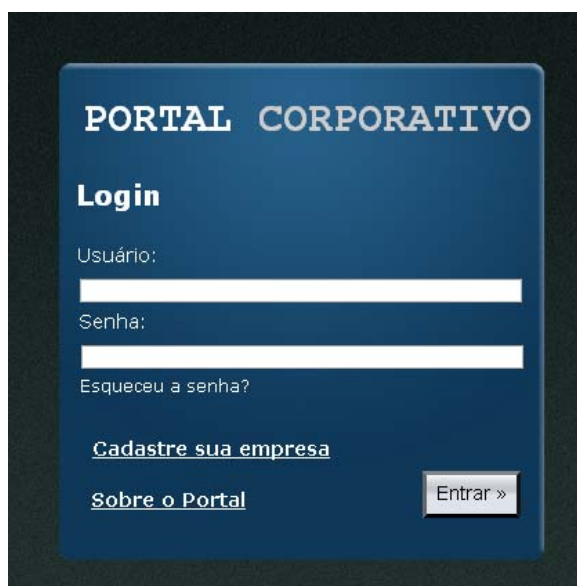 PORTAL CORPORATIVO
Login
Usuário:
Senha:
Esqueceu a senha?
Cadastre sua empresa
Sobre o Portal
Entrar »